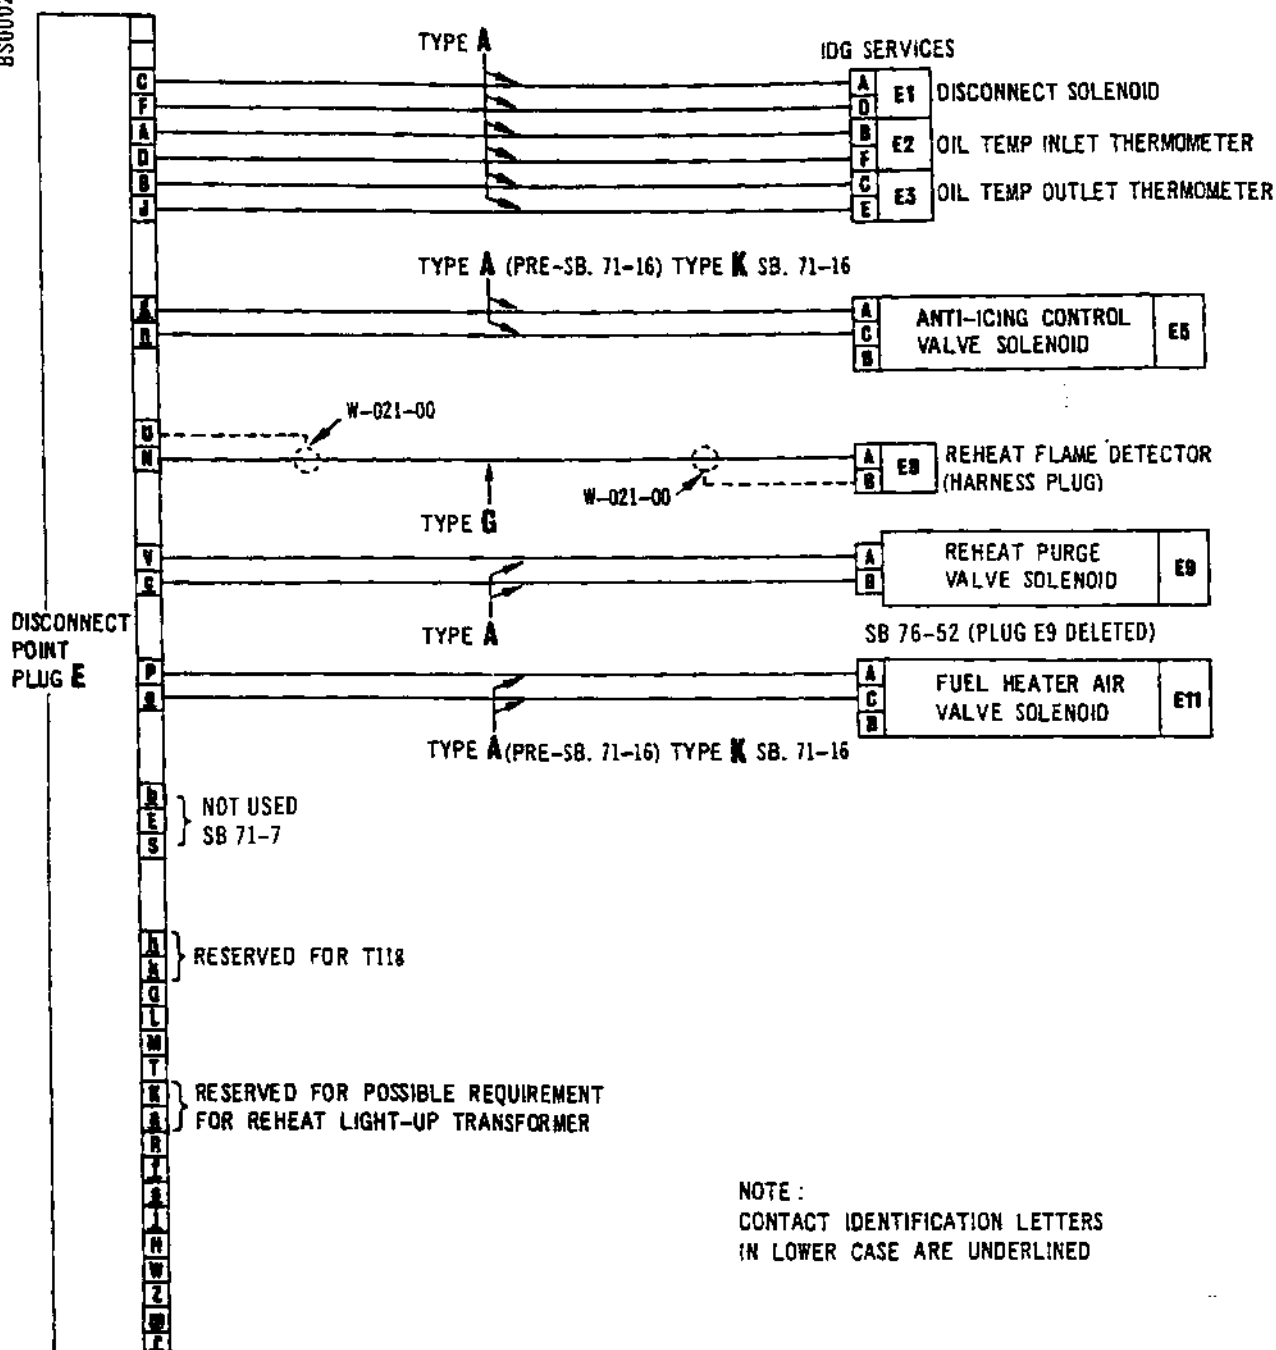 TYPE A
IDG SERVICES
C A E1 DISCONNECT SOLENOID
F D
A B E2 OIL TEMP INLET THERMOMETER
D F
B C E3 OIL TEMP OUTLET THERMOMETER
J E
TYPE A (PRE-SB. 71-16) TYPE K SB. 71-16
A ANTI-ICING CONTROL
C VALVE SOLENOID E5
B
W-021-00
U
N A E8 REHEAT FLAME DETECTOR
B (HARNESS PLUG)
W-021-00
TYPE G
V A REHEAT PURGE
B VALVE SOLENOID E9
TYPE A
SB 76-52 (PLUG E9 DELETED)
DISCONNECT
POINT
PLUG E
P A FUEL HEATER AIR
C VALVE SOLENOID E11
B
TYPE A (PRE-SB. 71-16) TYPE K SB. 71-16
NOT USED
E
SB 71-7
S
h
RESERVED FOR T118
k
G
L
M
T
K RESERVED FOR POSSIBLE REQUIREMENT
FOR REHEAT LIGHT-UP TRANSFORMER
R
H
W
Z
m
NOTE :
CONTACT IDENTIFICATION LETTERS
IN LOWER CASE ARE UNDERLINED